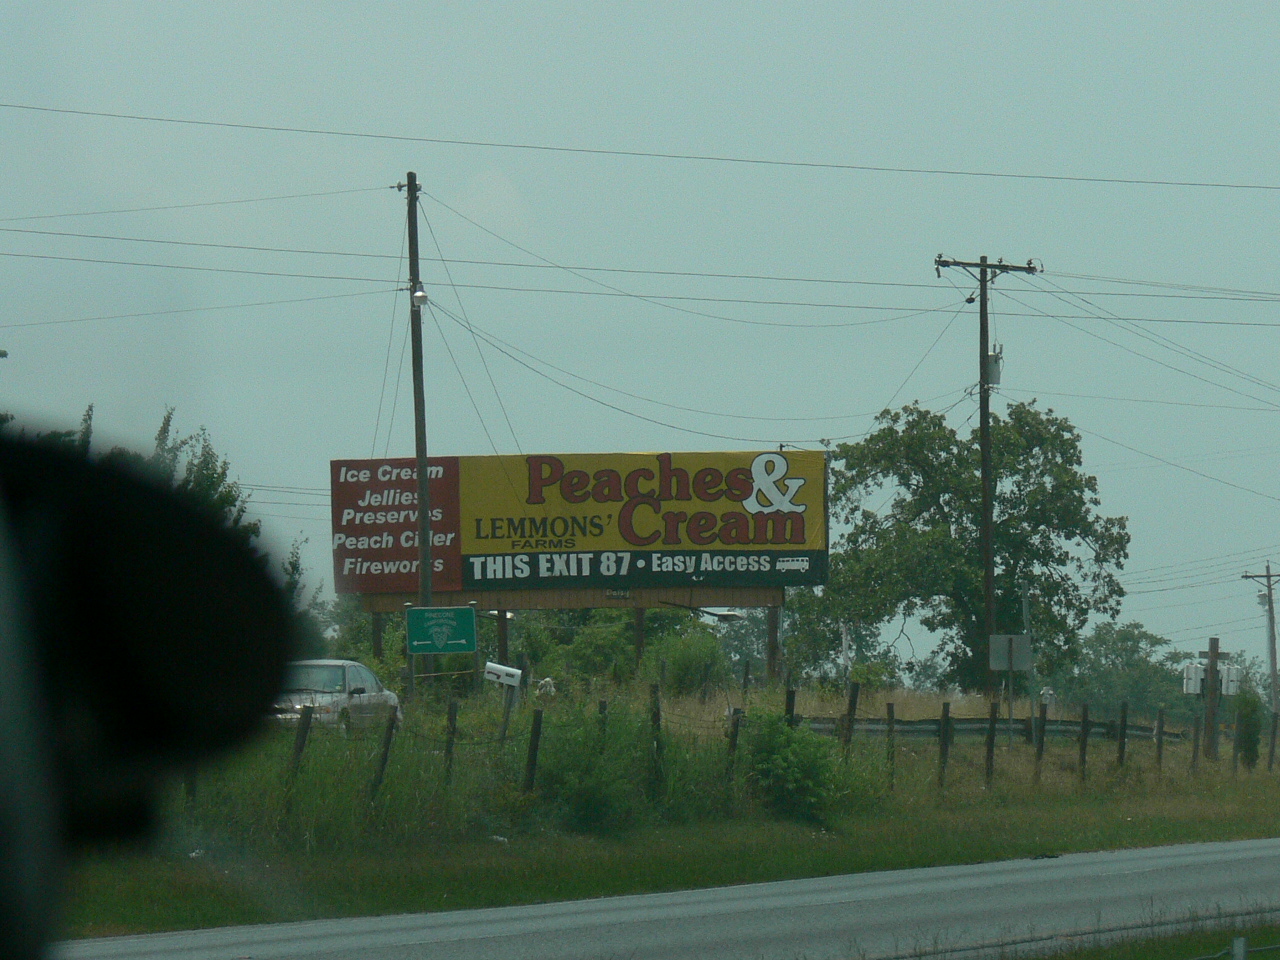 Ice Cream
Jellies
Preserves
Peach Cider
Fireworks
Peaches &
LEMMONS' Cream
FARMS
THIS EXIT 87 • Easy Access